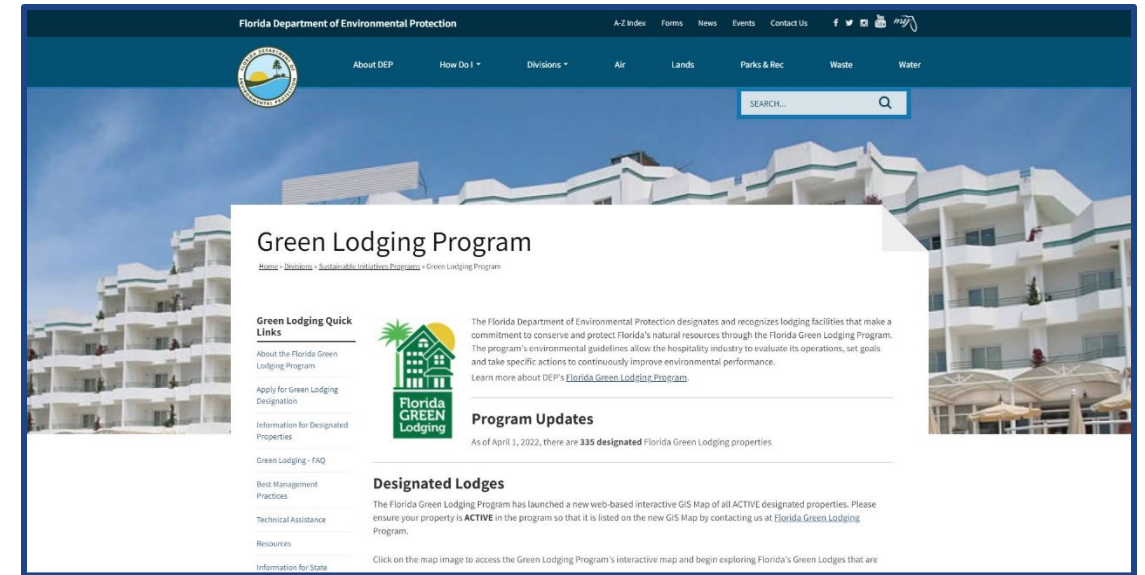 Florida Department of Environmental Protection
A-Z Index Forms News Events Contact Us
About DEP How Do I Divisions Air Lands Parks & Rec Waste Water
SEARCH...
Green Lodging Program
Home » Divisions » Sustainable Initiatives Programs » Green Lodging Program
Green Lodging Quick
Links
About the Florida Green
Lodging Program
Apply for Green Lodging
Designation
Information for Designated
Properties
Green Lodging - FAQ
Best Management
Practices
Technical Assistance
Resources
Information for State
Florida
GREEN
Lodging
The Florida Department of Environmental Protection designates and recognizes lodging facilities that make a
commitment to conserve and protect Florida's natural resources through the Florida Green Lodging Program.
The program's environmental guidelines allow the hospitality industry to evaluate its operations, set goals
and take specific actions to continuously improve environmental performance.
Learn more about DEP's Florida Green Lodging Program.
Program Updates
As of April 1, 2022, there are 335 designated Florida Green Lodging properties
Designated Lodges
The Florida Green Lodging Program has launched a new web-based interactive GIS Map of all ACTIVE designated properties. Please
ensure your property is ACTIVE in the program so that it is listed on the new GIS Map by contacting us at Florida Green Lodging
Program.
Click on the map image to access the Green Lodging Program's interactive map and begin exploring Florida's Green Lodges that are